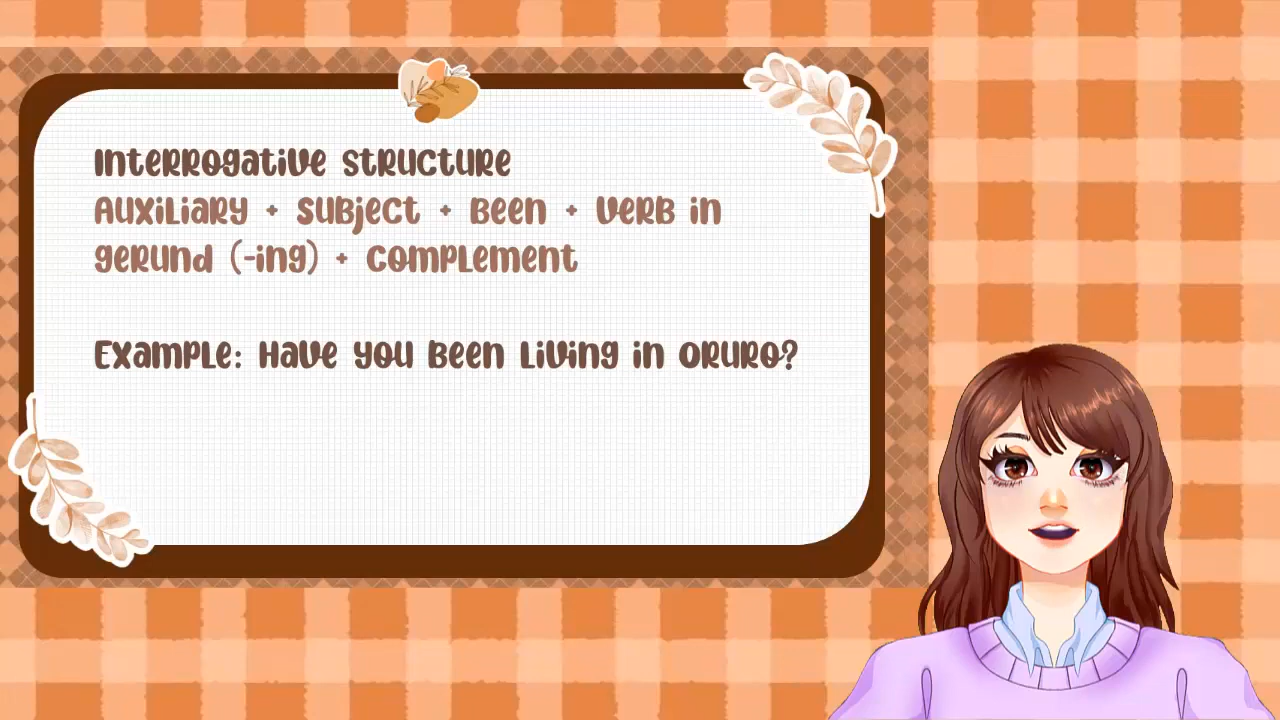 Interrogative structure
Auxiliary + subject + been + verb in
gerund (-ing) + complement
Example: Have you been living in Oruro?